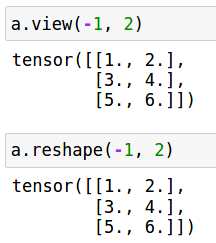 a.view(-1, 2)
tensor([[1., 2.],
        [3., 4.],
        [5., 6.]])
a.reshape(-1, 2)
tensor([[1., 2.],
        [3., 4.],
        [5., 6.]])